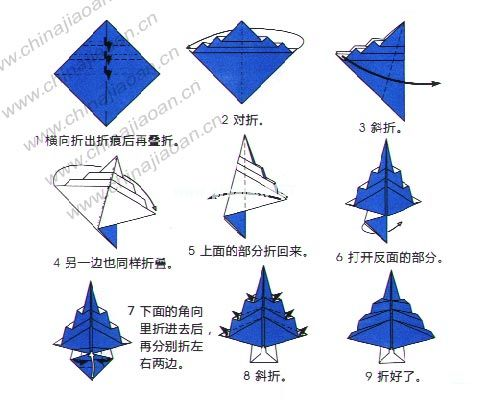 www.chinajiaoan.cn
www.chinajiaoan.cn
www.chinajiaoan.cn
1 横向折出折痕后再叠折。
2 对折。
3 斜折。
4 另一边也同样折叠。
5 上面的部分折回来。
6 打开反面的部分。
7 下面的角向
里折进去后，
再分别折左
右两边。
8 斜折。
9 折好了。